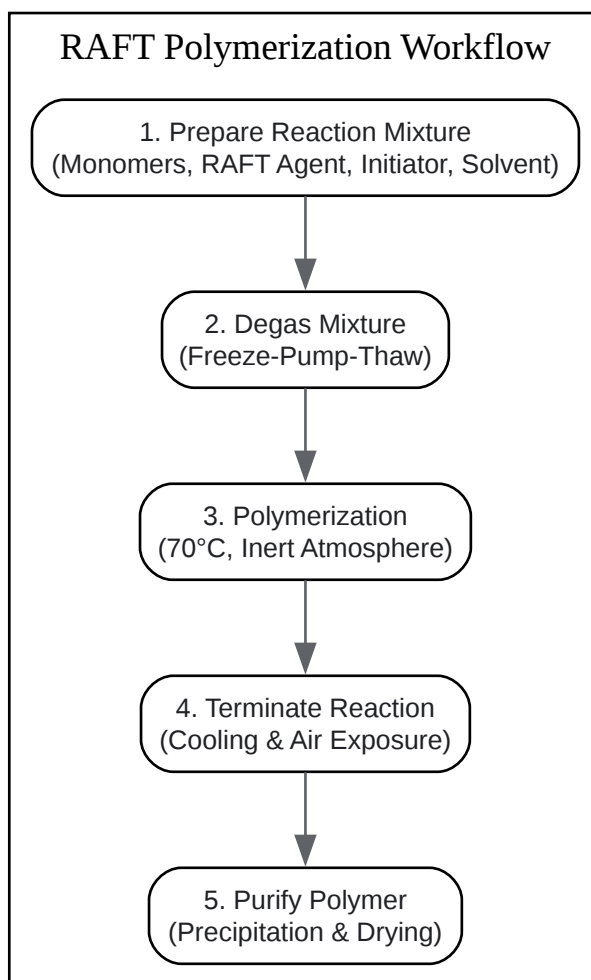 RAFT Polymerization Workflow
1. Prepare Reaction Mixture
(Monomers, RAFT Agent, Initiator, Solvent)
2. Degas Mixture
(Freeze-Pump-Thaw)
3. Polymerization
(70°C, Inert Atmosphere)
4. Terminate Reaction
(Cooling & Air Exposure)
5. Purify Polymer
(Precipitation & Drying)